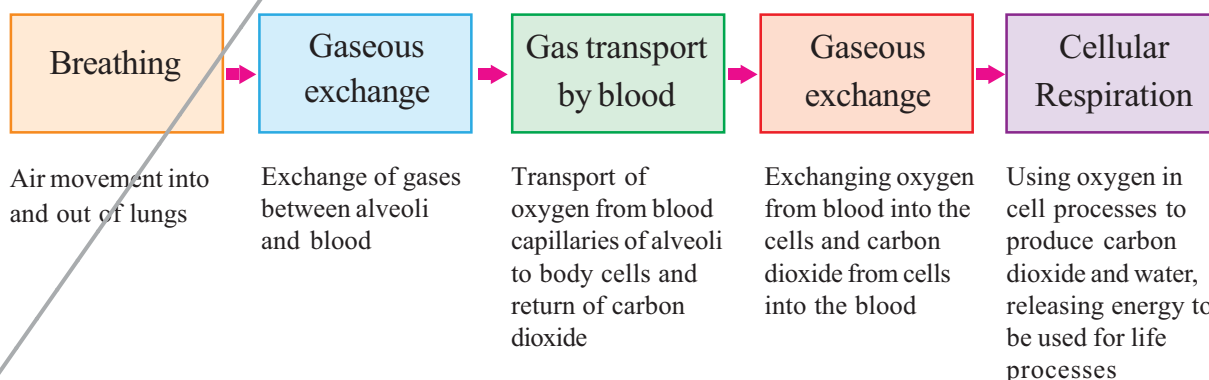 Breathing
Gaseous
exchange
Gas transport
by blood
Gaseous
exchange
Cellular
Respiration
Air movement into
and out of lungs
Exchange of gases
between alveoli
and blood
Transport of
oxygen from blood
capillaries of alveoli
to body cells and
return of carbon
dioxide
Exchanging oxygen
from blood into the
cells and carbon
dioxide from cells
into the blood
Using oxygen in
cell processes to
produce carbon
dioxide and water,
releasing energy to
be used for life
processes